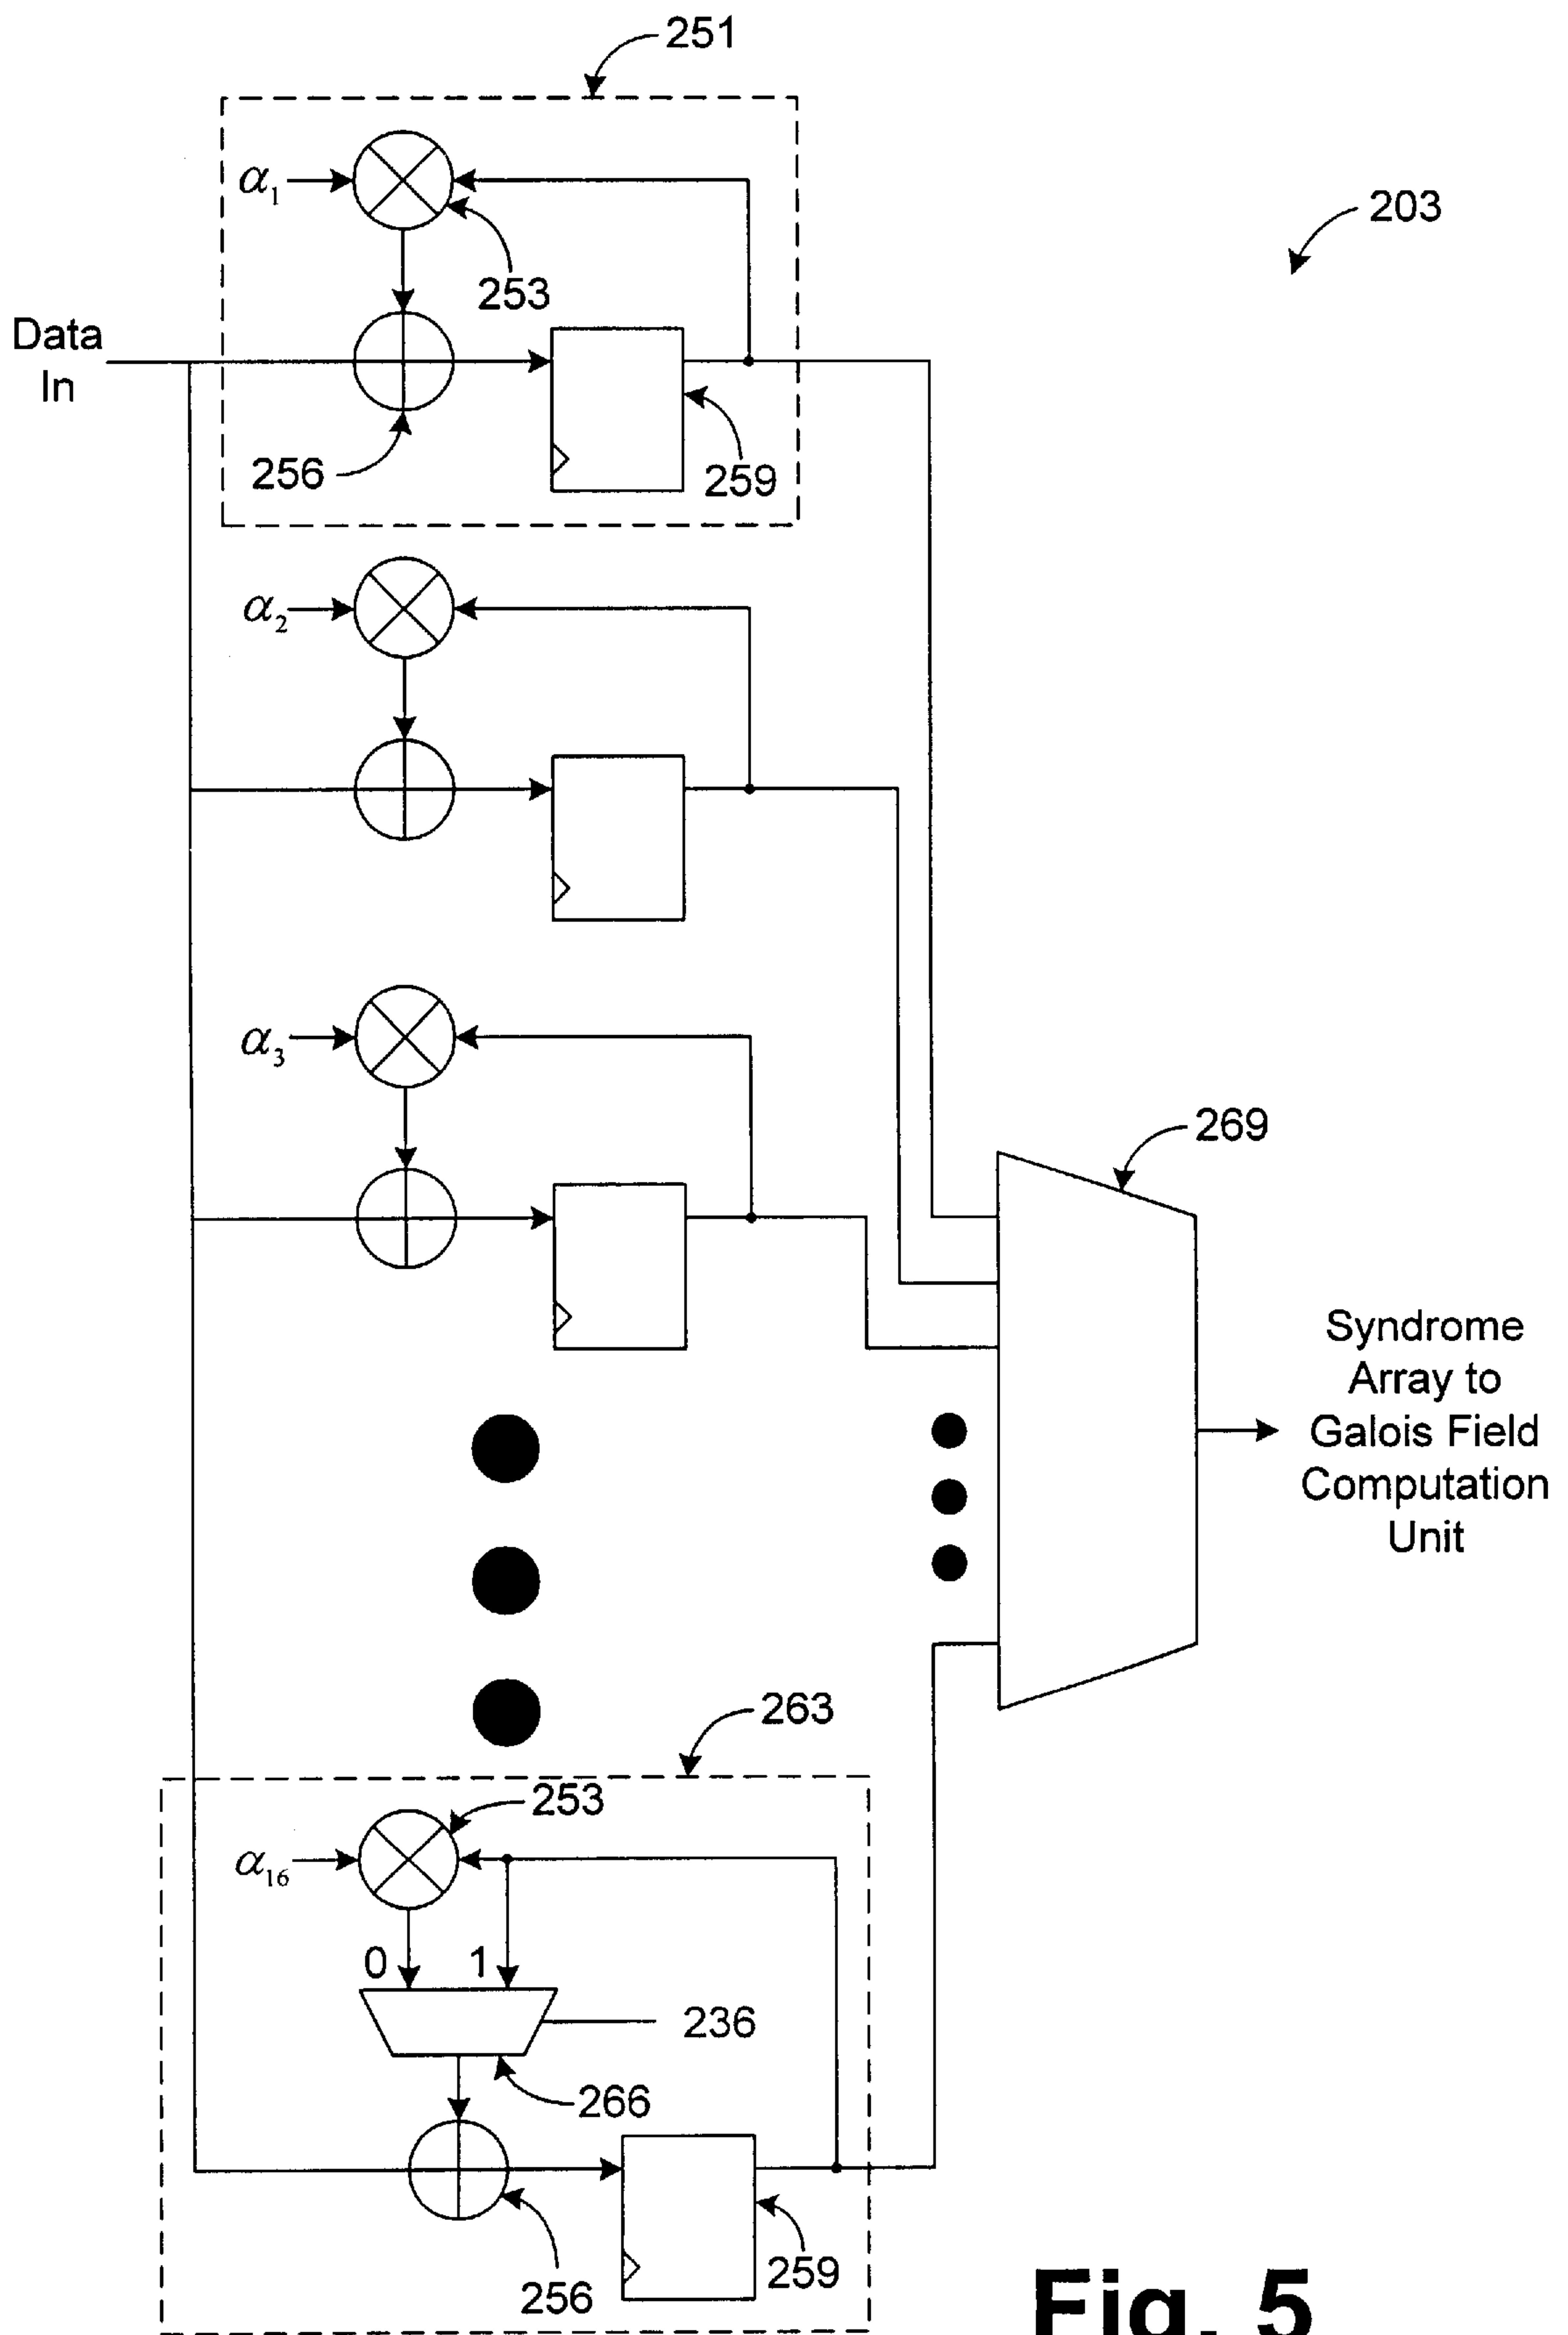 251
α₁
203
253
Data
In
256
259
α₂
α₃
269
Syndrome
Array to
Galois Field
Computation
Unit
263
253
α₁₆
0
1
236
266
259
256
Fig. 5